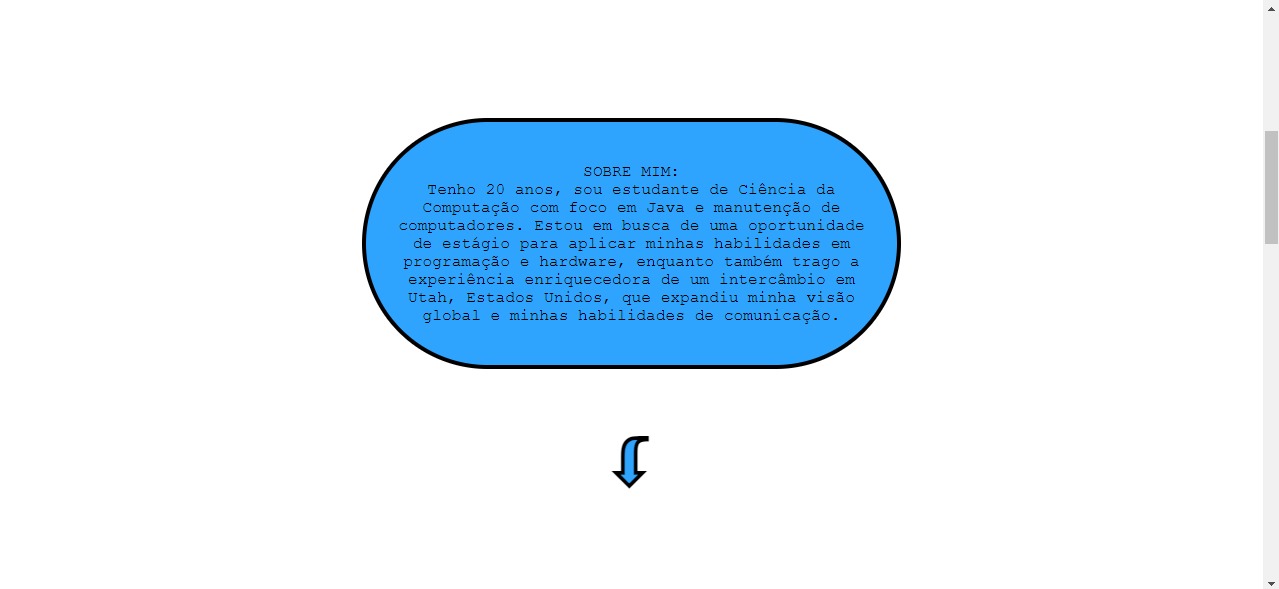 SOBRE MIM:
Tenho 20 anos, sou estudante de Ciência da
Computação com foco em Java e manutenção de
computadores. Estou em busca de uma oportunidade
de estágio para aplicar minhas habilidades em
programação e hardware, enquanto também trago a
experiência enriquecedora de um intercâmbio em
Utah, Estados Unidos, que expandiu minha visão
global e minhas habilidades de comunicação.